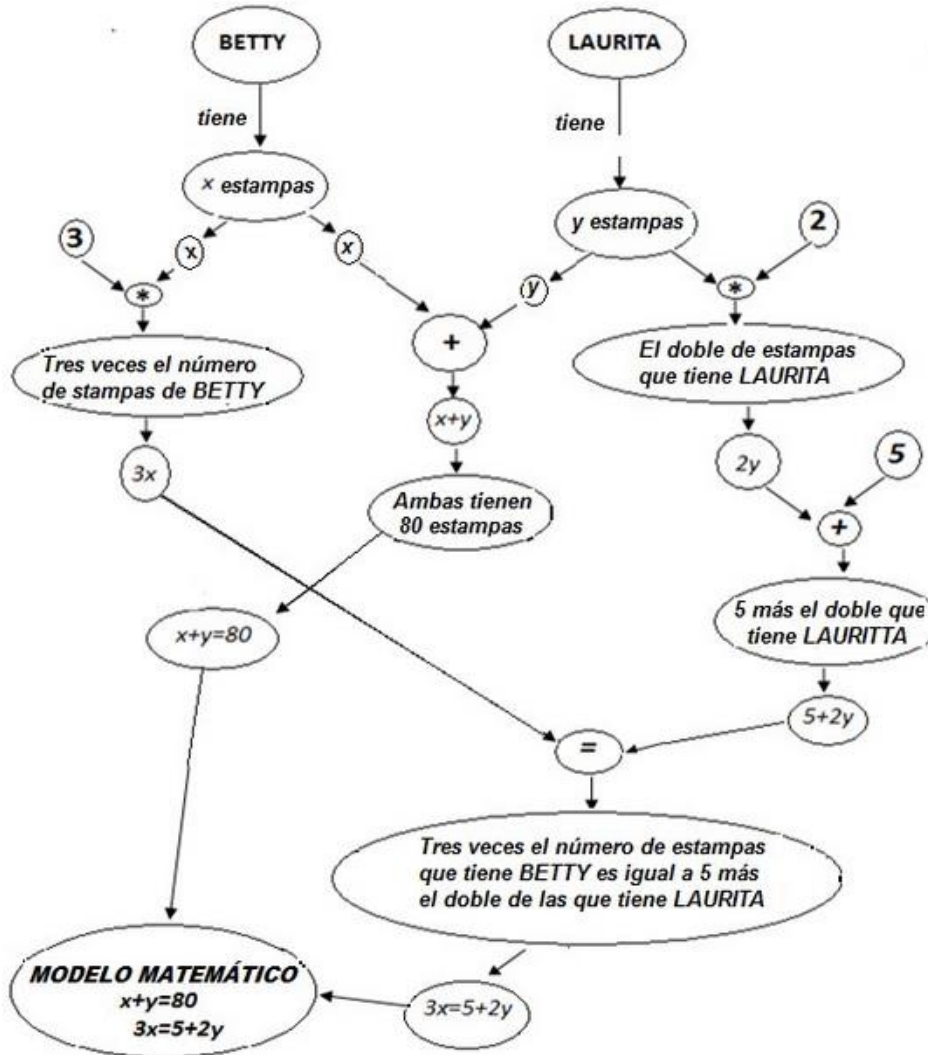 BETTY
LAURITA
tiene
tiene
x estampas
y estampas
3
x
x
y
2
*
*
+
Tres veces el número
de stampas de BETTY
El doble de estampas
que tiene LAURITA
x+y
3x
2y
5
Ambas tienen
80 estampas
+
5 más el doble que
tiene LAURITTA
x+y=80
5+2y
=
Tres veces el número de estampas
que tiene BETTY es igual a 5 más
el doble de las que tiene LAURITA
MODELO MATEMÁTICO
x+y=80
3x=5+2y
3x=5+2y